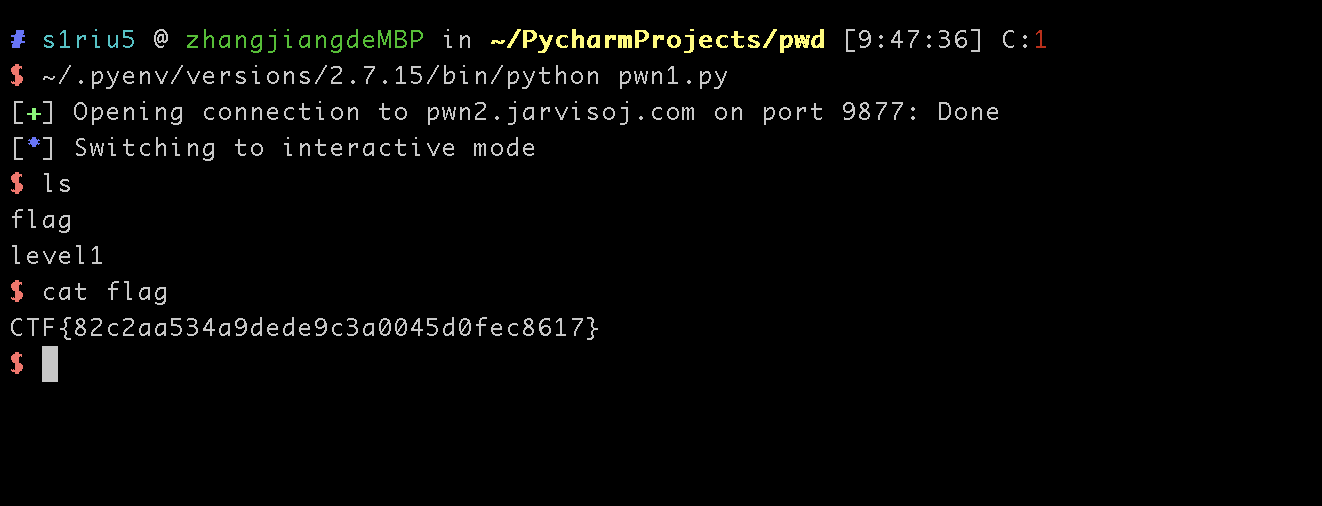 # s1riu5 @ zhangjiangdeMBP in ~/PycharmProjects/pwd [9:47:36] C:1
$ ~/.pyenv/versions/2.7.15/bin/python pwn1.py
[+] Opening connection to pwn2.jarvisoj.com on port 9877: Done
[*] Switching to interactive mode
$ ls
flag
level1
$ cat flag
CTF{82c2aa534a9dede9c3a0045d0fec8617}
$